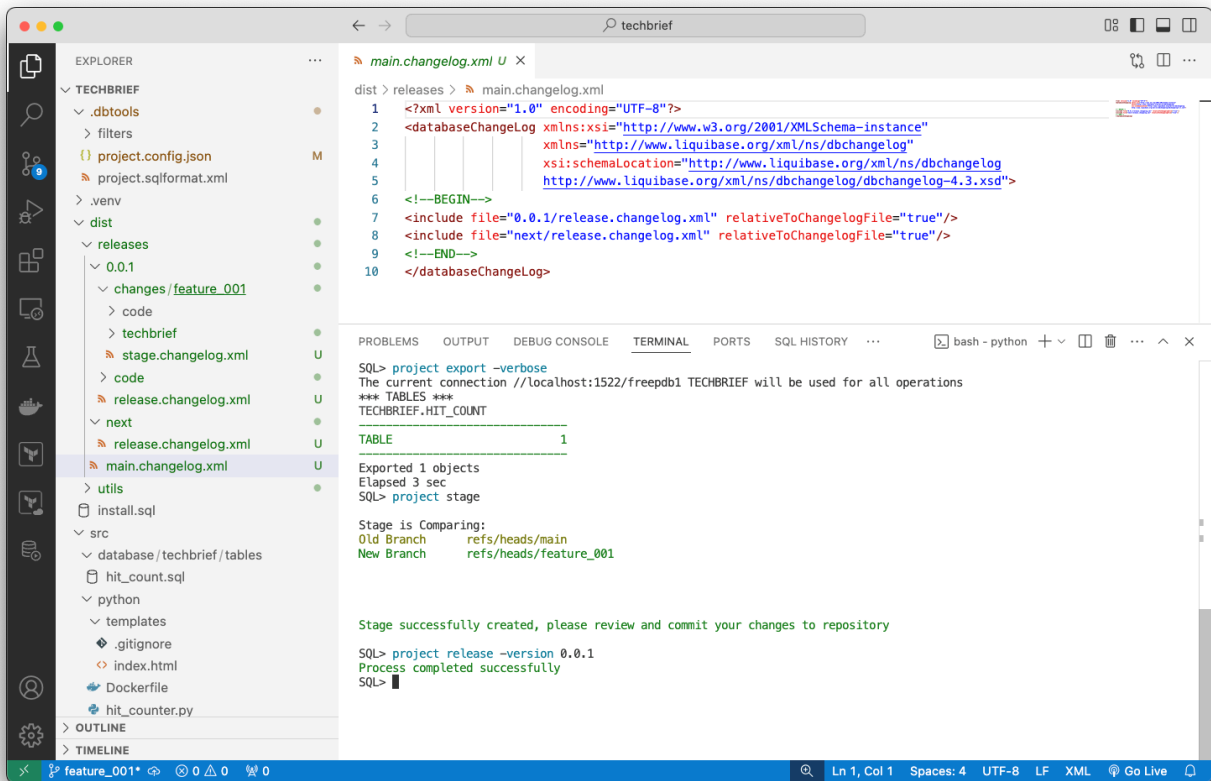 techbrief
EXPLORER
TECHBRIEF
.dbtools
filters
{} project.config.json M
project.sqlformat.xml
.venv
dist
releases
0.0.1
changes/feature_001
code
techbrief
stage.changelog.xml U
code
release.changelog.xml U
next
release.changelog.xml U
main.changelog.xml U
utils
install.sql
src
database/techbrief/tables
hit_count.sql
python
templates
.gitignore
<> index.html
Dockerfile
hit_counter.py
OUTLINE
TIMELINE
9
main.changelog.xml U
dist > releases > main.changelog.xml
1 <?xml version="1.0" encoding="UTF-8"?>
2 <databaseChangeLog xmlns:xsi="http://www.w3.org/2001/XMLSchema-instance"
3 xmlns="http://www.liquibase.org/xml/ns/dbchangelog"
4 xsi:schemaLocation="http://www.liquibase.org/xml/ns/dbchangelog
5 http://www.liquibase.org/xml/ns/dbchangelog/dbchangelog-4.3.xsd">
6 <!--BEGIN-->
7 <include file="0.0.1/release.changelog.xml" relativeToChangelogFile="true"/>
8 <include file="next/release.changelog.xml" relativeToChangelogFile="true"/>
9 <!--END-->
10 </databaseChangeLog>
PROBLEMS OUTPUT DEBUG CONSOLE TERMINAL PORTS SQL HISTORY ··· bash - python
SQL> project export -verbose
The current connection //localhost:1522/freepdb1 TECHBRIEF will be used for all operations
*** TABLES ***
TECHBRIEF.HIT_COUNT
-------------------------------
TABLE 1
-------------------------------
Exported 1 objects
Elapsed 3 sec
SQL> project stage
Stage is Comparing:
Old Branch refs/heads/main
New Branch refs/heads/feature_001
Stage successfully created, please review and commit your changes to repository
SQL> project release -version 0.0.1
Process completed successfully
SQL>
feature_001* 0 0 0 Ln 1, Col 1 Spaces: 4 UTF-8 LF XML Go Live